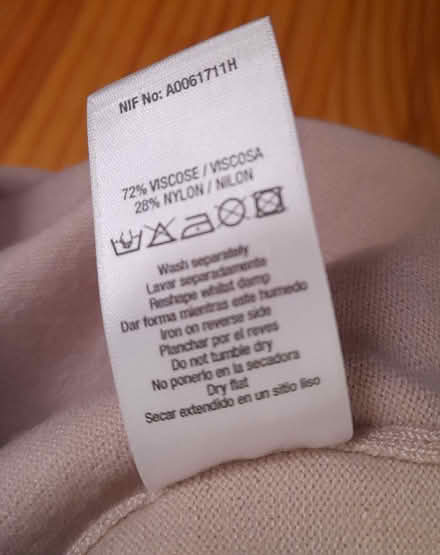 NIF No: A0061711H
72% VISCOSE / VISCOSA
28% NYLON / NILON
Wash separately
Lavar separadamente
Reshape whilst damp
Dar forma mientras este humedo
Iron on reverse side
Planchar por el reves
Do not tumble dry
No ponerlo en la secadora
Dry flat
Secar extendido en un sitio liso